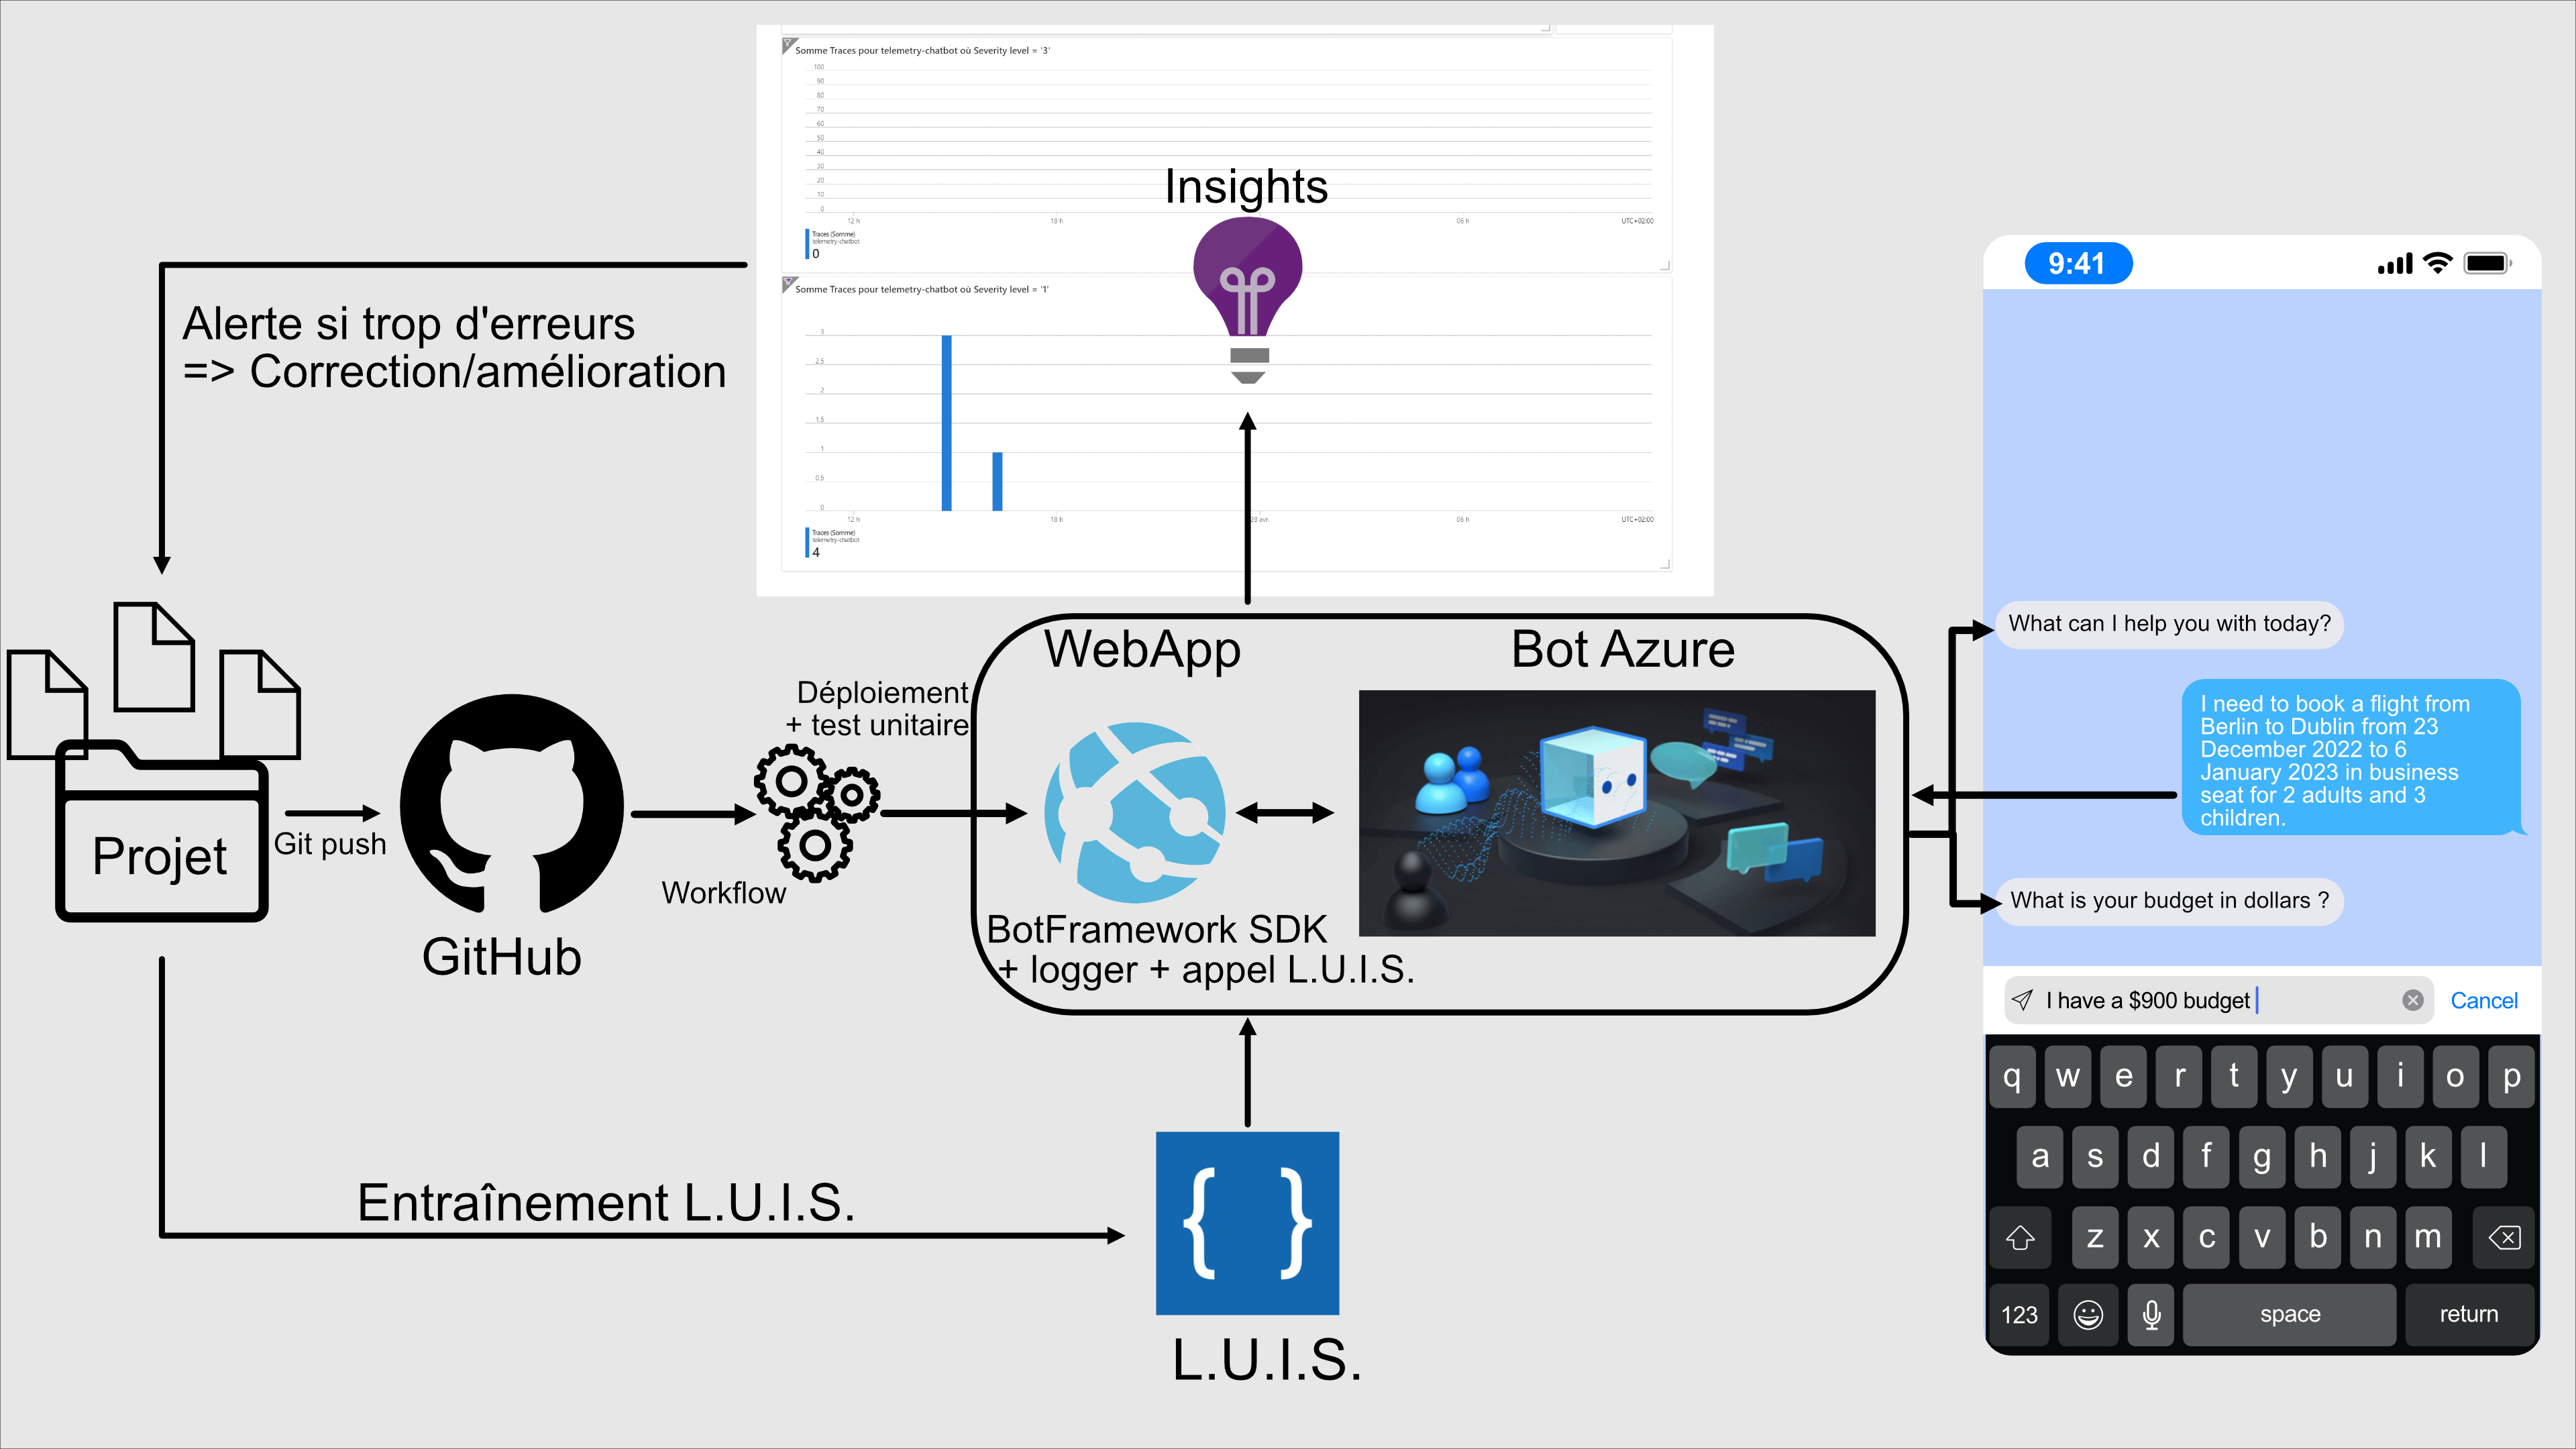 Somme Traces pour telemetry-chatbot où Severity level = '3'
100
90
80
70
60
50
40
30
20
10
0
12 h
18 h
06 h
UTC+02:00
Traces (Somme)
telemetry-chatbot
0
Insights
Somme Traces pour telemetry-chatbot où Severity level = '1'
3
2,5
2
1,5
1
0,5
0
12 h
18 h
28 avr.
06 h
UTC+02:00
Traces (Somme)
telemetry-chatbot
4
Alerte si trop d'erreurs
=> Correction/amélioration
Projet
Git push
GitHub
Workflow
Déploiement
+ test unitaire
WebApp
Bot Azure
BotFramework SDK
+ logger + appel L.U.I.S.
Entraînement L.U.I.S.
{ }
L.U.I.S.
9:41
What can I help you with today?
I need to book a flight from
Berlin to Dublin from 23
December 2022 to 6
January 2023 in business
seat for 2 adults and 3
children.
What is your budget in dollars ?
I have a $900 budget
Cancel
q w e r t y u i o p
a s d f g h j k l
z x c v b n m
123
space
return